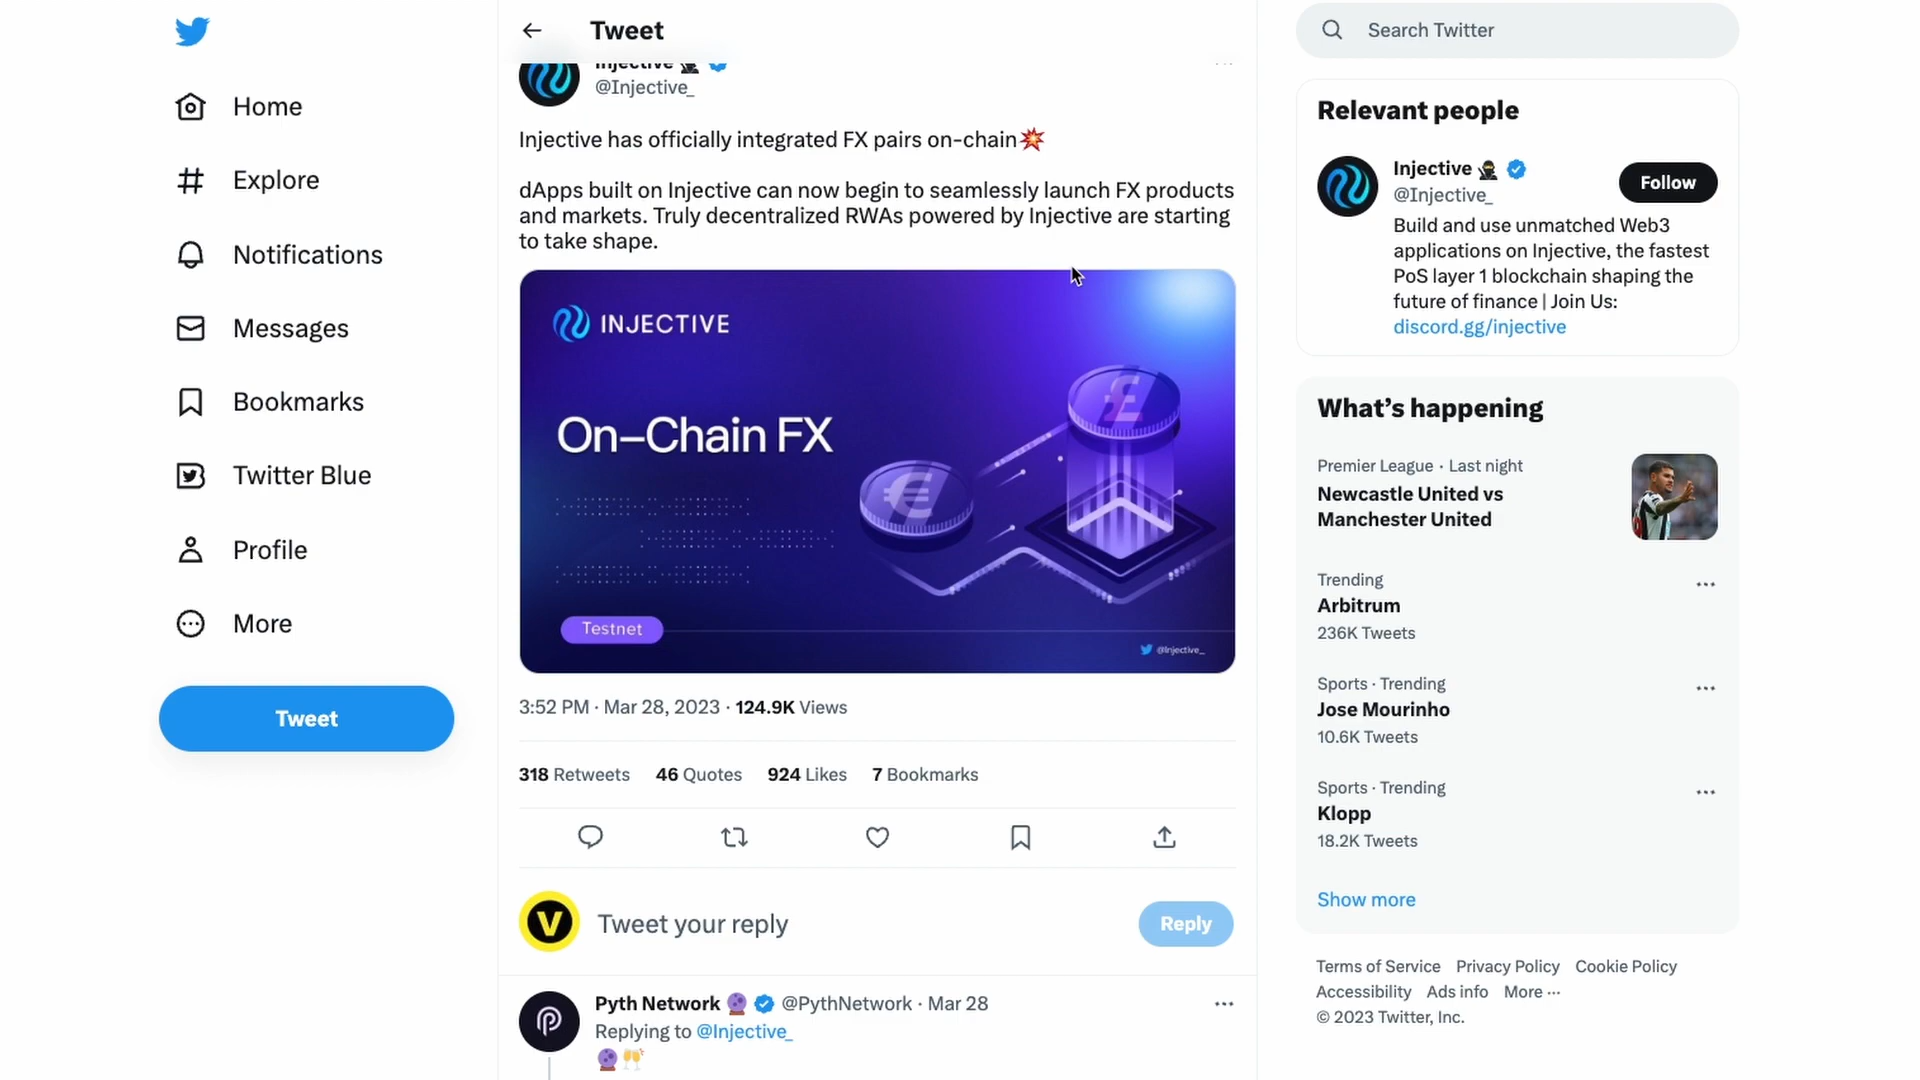 Home
Explore
Notifications
Messages
Bookmarks
Twitter Blue
Profile
More
Tweet
Tweet
Injective
@Injective_
Injective has officially integrated FX pairs on-chain💥
dApps built on Injective can now begin to seamlessly launch FX products
and markets. Truly decentralized RWAs powered by Injective are starting
to take shape.
INJECTIVE
On-Chain FX
Testnet
@Injective_
3:52 PM · Mar 28, 2023 · 124.9K Views
318 Retweets 46 Quotes 924 Likes 7 Bookmarks
V
Tweet your reply
Reply
Pyth Network 🔮 @PythNetwork · Mar 28
Replying to @Injective_
🔮🥂
Search Twitter
Relevant people
Injective 🥷
@Injective_
Follow
Build and use unmatched Web3
applications on Injective, the fastest
PoS layer 1 blockchain shaping the
future of finance | Join Us:
discord.gg/injective
What's happening
Premier League · Last night
Newcastle United vs
Manchester United
Trending
Arbitrum
236K Tweets
Sports · Trending
Jose Mourinho
10.6K Tweets
Sports · Trending
Klopp
18.2K Tweets
Show more
Terms of Service Privacy Policy Cookie Policy
Accessibility Ads info More ···
© 2023 Twitter, Inc.